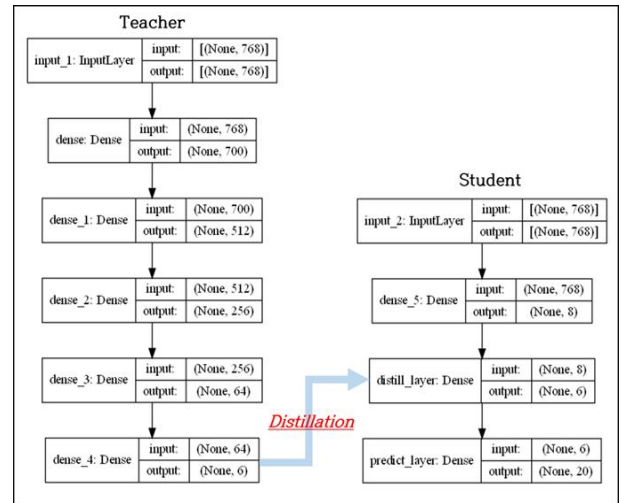 Teacher
input_1: InputLayer
input: [(None, 768)]
output: [(None, 768)]
dense: Dense
input: (None, 768)
output: (None, 700)
dense_1: Dense
input: (None, 700)
output: (None, 512)
dense_2: Dense
input: (None, 512)
output: (None, 256)
dense_3: Dense
input: (None, 256)
output: (None, 64)
dense_4: Dense
input: (None, 64)
output: (None, 6)
Distillation
Student
input_2: InputLayer
input: [(None, 768)]
output: [(None, 768)]
dense_5: Dense
input: (None, 768)
output: (None, 8)
distill_layer: Dense
input: (None, 8)
output: (None, 6)
predict_layer: Dense
input: (None, 6)
output: (None, 20)